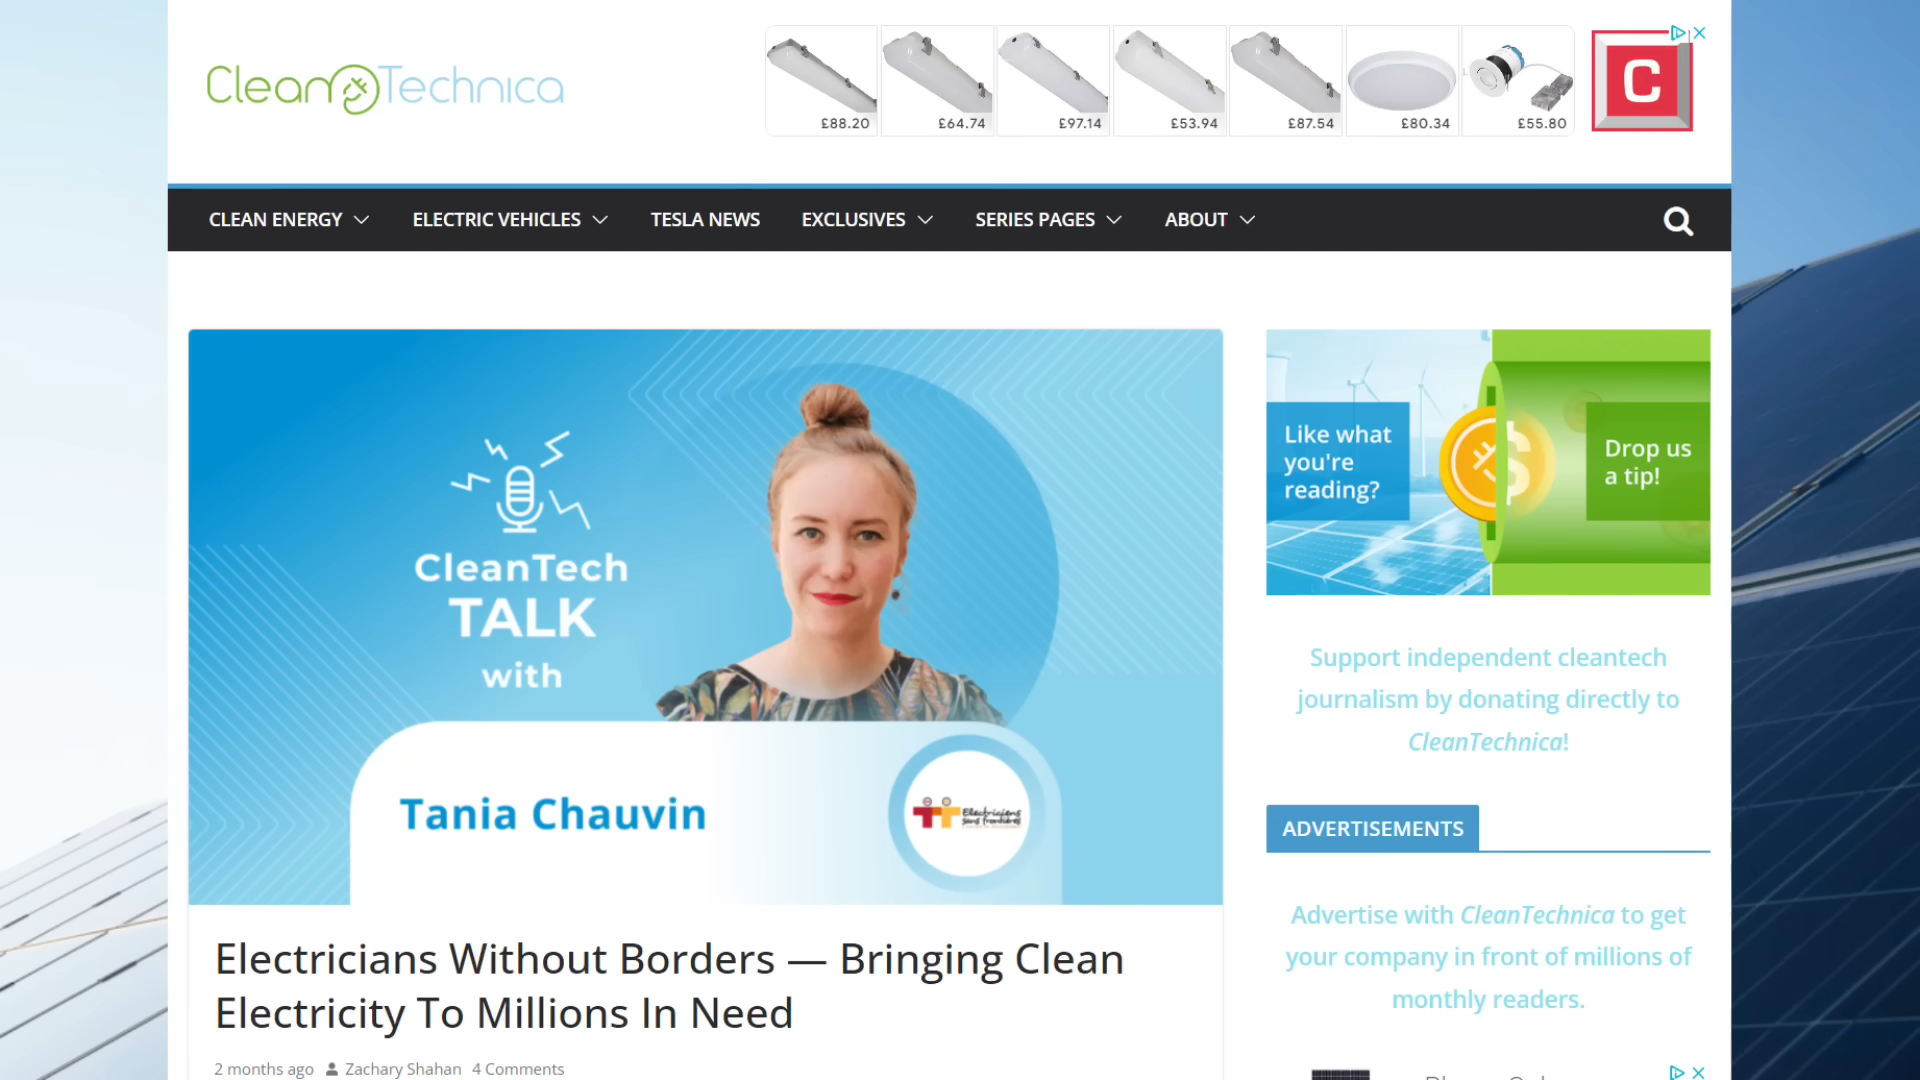 CleanTechnica
£88.20
£64.74
£97.14
£53.94
£87.54
£80.34
£55.80
C
CLEAN ENERGY
ELECTRIC VEHICLES
TESLA NEWS
EXCLUSIVES
SERIES PAGES
ABOUT
CleanTech
TALK
with
Tania Chauvin
Electriciens
sans frontières
Electricians Without Borders — Bringing Clean
Electricity To Millions In Need
2 months ago
Zachary Shahan
4 Comments
Like what
you're
reading?
Drop us
a tip!
Support independent cleantech
journalism by donating directly to
CleanTechnica!
ADVERTISEMENTS
Advertise with CleanTechnica to get
your company in front of millions of
monthly readers.